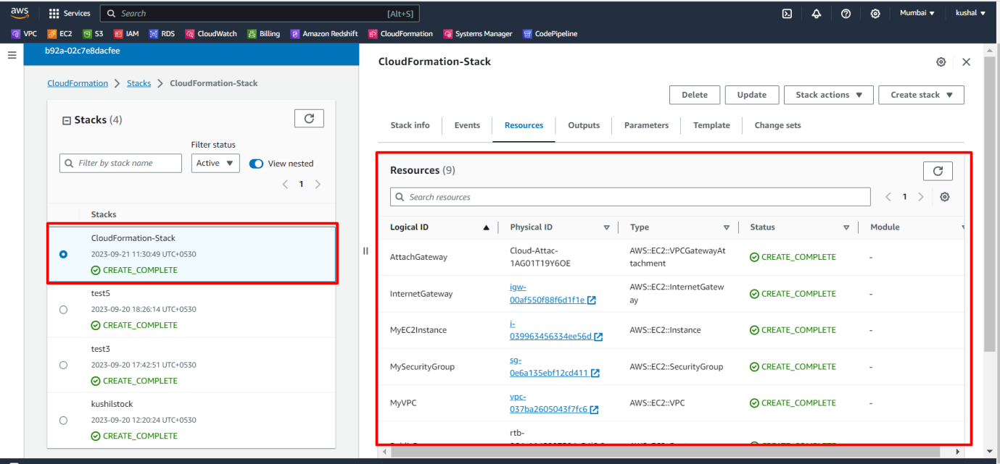 aws
Services
Search
[Alt+S]
Mumbai
kushal
VPC
EC2
S3
IAM
RDS
CloudWatch
Billing
Amazon Redshift
CloudFormation
Systems Manager
CodePipeline
b92a-02c7e8dacfee
CloudFormation
Stacks
CloudFormation-Stack
Stacks (4)
Filter status
Filter by stack name
Active
View nested
1
Stacks
CloudFormation-Stack
2023-09-21 11:30:49 UTC+0530
CREATE_COMPLETE
test5
2023-09-20 18:26:14 UTC+0530
CREATE_COMPLETE
test3
2023-09-20 17:42:51 UTC+0530
CREATE_COMPLETE
kushilstock
2023-09-20 12:20:24 UTC+0530
CREATE_COMPLETE
CloudFormation-Stack
Delete
Update
Stack actions
Create stack
Stack info
Events
Resources
Outputs
Parameters
Template
Change sets
Resources (9)
Search resources
1
Logical ID
Physical ID
Type
Status
Module
AttachGateway
Cloud-Attac-
1AG01T19Y6OE
AWS::EC2::VPCGatewayAt
tachment
CREATE_COMPLETE
-
InternetGateway
igw-
00af550f88f6d1f1e
AWS::EC2::InternetGatew
ay
CREATE_COMPLETE
-
MyEC2Instance
i-
039963456334ee56d
AWS::EC2::Instance
CREATE_COMPLETE
-
MySecurityGroup
sg-
0e6a135ebf12cd411
AWS::EC2::SecurityGroup
CREATE_COMPLETE
-
MyVPC
vpc-
037ba2605043f7fc6
AWS::EC2::VPC
CREATE_COMPLETE
-
rtb-